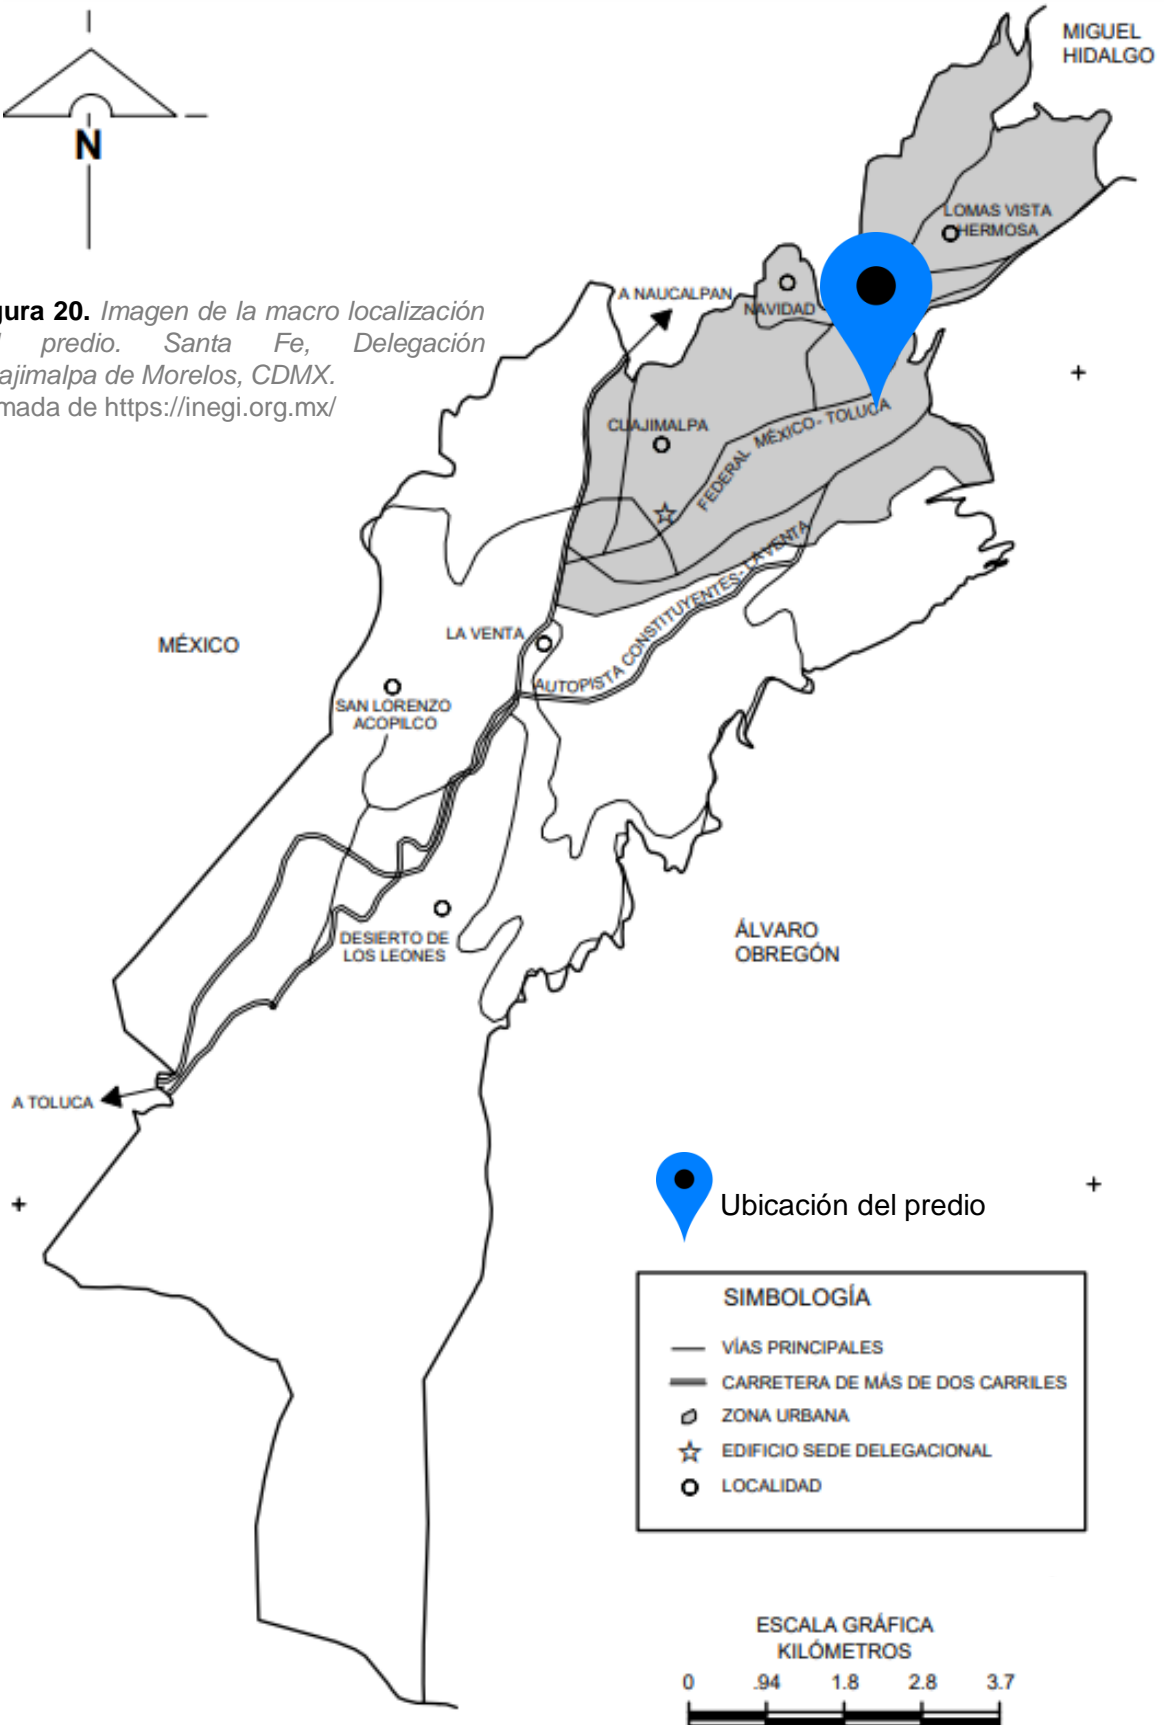 MIGUEL
HIDALGO
N
LOMAS VISTA
HERMOSA
A NAUCALPAN
NAVIDAD
gura 20. Imagen de la macro localización
predio. Santa Fe, Delegación
ajimalpa de Morelos, CDMX.
mada de https://inegi.org.mx/
CUAJIMALPA
FEDERAL MÉXICO - TOLUCA
AUTOPISTA CONSTITUYENTES - LA VENTA
LA VENTA
MÉXICO
SAN LORENZO
ACOPILCO
DESIERTO DE
LOS LEONES
ÁLVARO
OBREGÓN
A TOLUCA
Ubicación del predio
SIMBOLOGÍA
VÍAS PRINCIPALES
CARRETERA DE MÁS DE DOS CARRILES
ZONA URBANA
EDIFICIO SEDE DELEGACIONAL
LOCALIDAD
ESCALA GRÁFICA
KILÓMETROS
0 .94 1.8 2.8 3.7